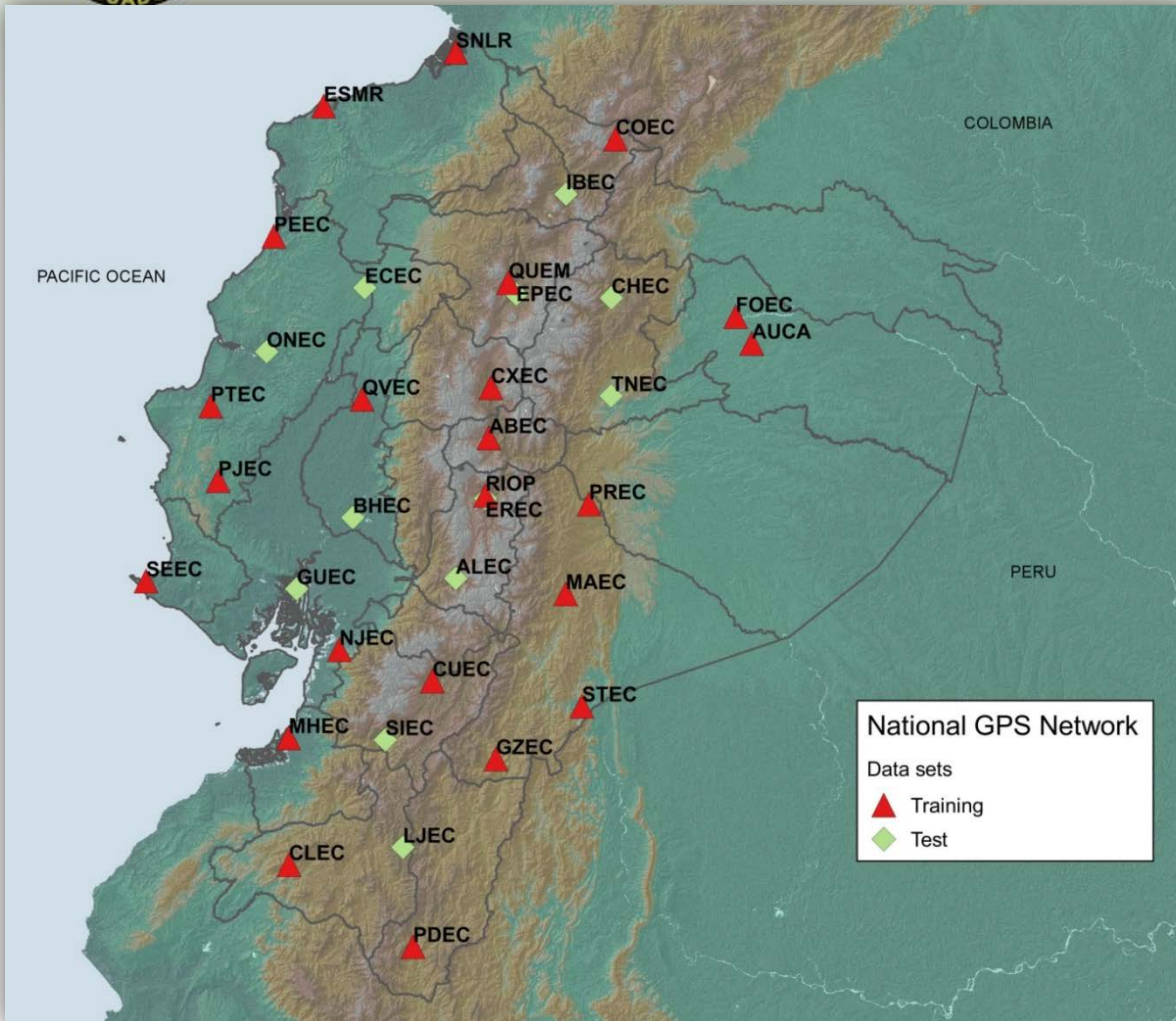 UAD
SNLR
ESMR
COEC
COLOMBIA
IBEC
PEEC
PACIFIC OCEAN
QUEM
ECEC
EPEC
CHEC
FOEC
AUCA
ONEC
CXEC
TNEC
PTEC
QVEC
ABEC
PJEC
RIOP
PREC
BHEC
EREC
SEEC
GUEC
ALEC
MAEC
PERU
NJEC
CUEC
STEC
MHEC
SIEC
GZEC
National GPS Network
Data sets
Training
Test
LJEC
CLEC
PDEC